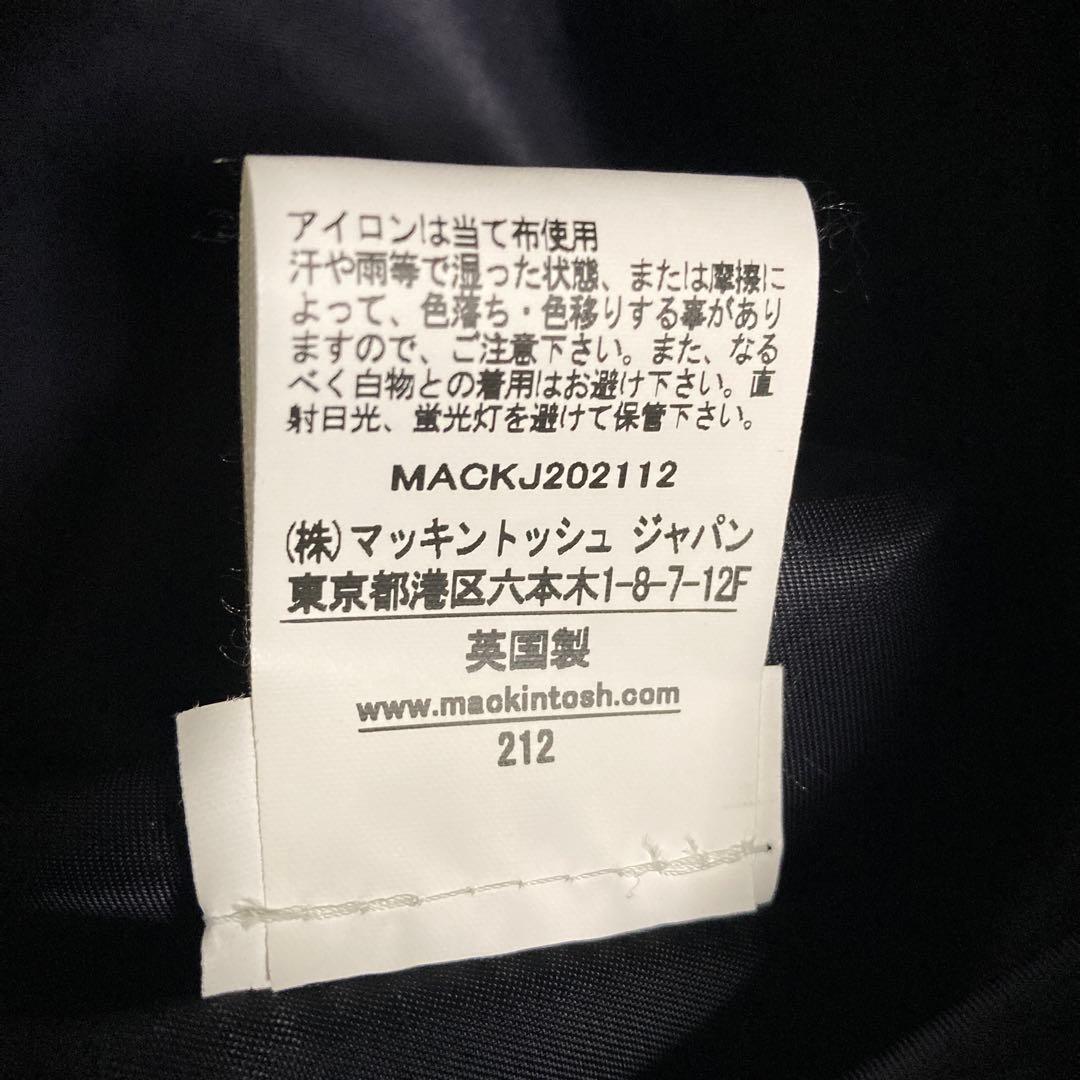 アイロンは当て布使用
汗や雨等で湿った状態、または摩擦に
よって、色落ち・色移りする事があり
ますので、ご注意下さい。また、なる
べく白物との着用はお避け下さい。直
射日光、蛍光灯を避けて保管下さい。
MACKJ202112
(株)マッキントッシュ ジャパン
東京都港区六本木1-8-7-12F
英国製
www.mackintosh.com
212